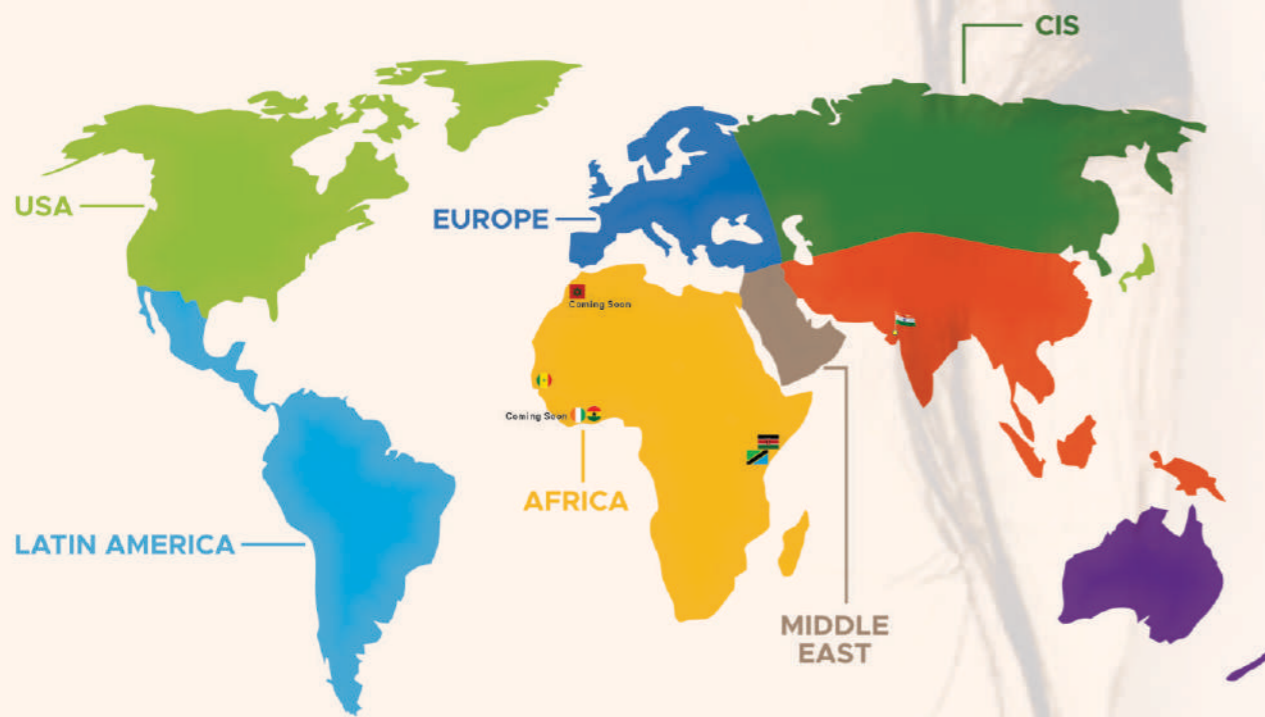 CIS
USA
EUROPE
Coming Soon
Coming Soon
AFRICA
LATIN AMERICA
MIDDLE
EAST